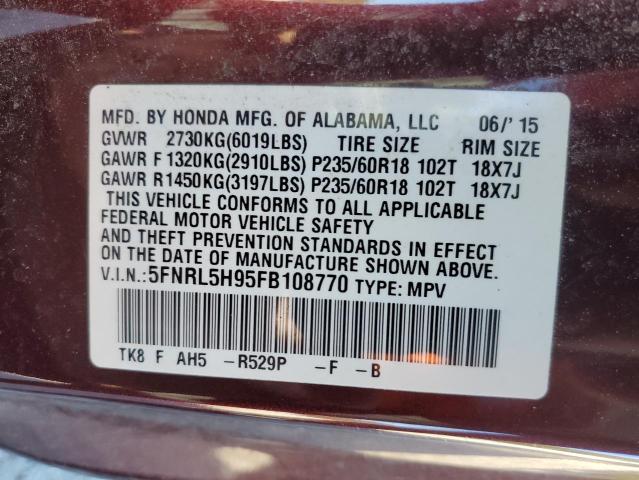 MFD. BY HONDA MFG. OF ALABAMA, LLC 06/'15
GVWR 2730KG(6019LBS) TIRE SIZE RIM SIZE
GAWR F 1320KG(2910LBS) P235/60R18 102T 18X7J
GAWR R1450KG(3197LBS) P235/60R18 102T 18X7J
THIS VEHICLE CONFORMS TO ALL APPLICABLE
FEDERAL MOTOR VEHICLE SAFETY
AND THEFT PREVENTION STANDARDS IN EFFECT
ON THE DATE OF MANUFACTURE SHOWN ABOVE.
V.I.N.:5FNRL5H95FB108770 TYPE: MPV
TK8 F AH5 -R529P -F -B